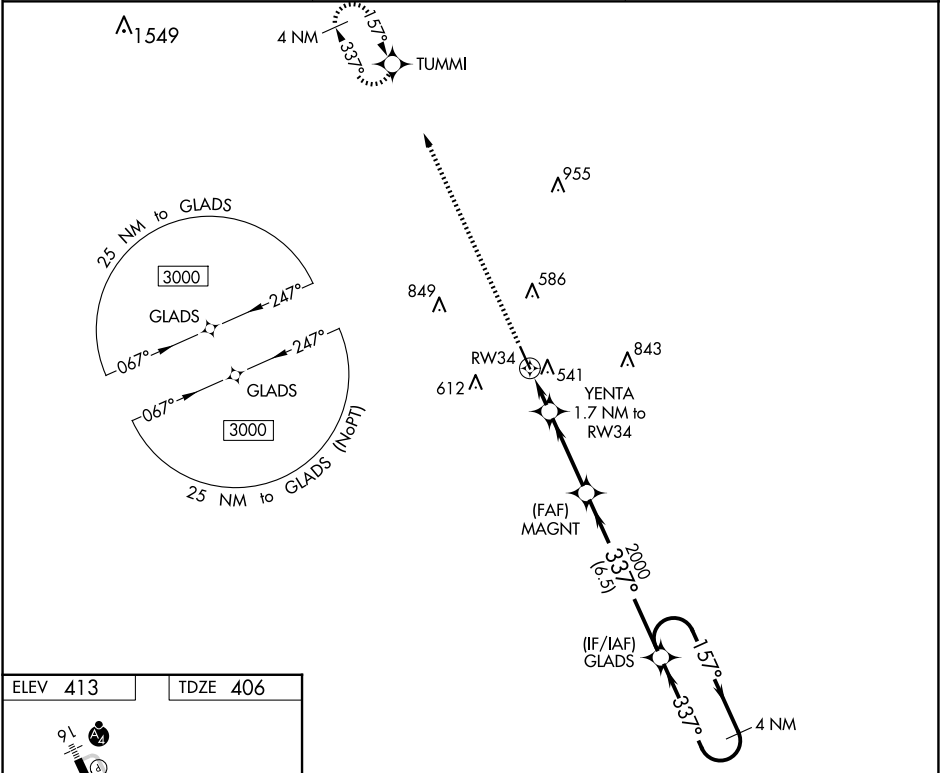 1549
4 NM
157°
337°
TUMMI
955
25 NM to GLADS
3000
GLADS
247°
067°
849
586
247°
GLADS
067°
3000
25 NM to GLADS (NoPT)
RW34
541
843
612
YENTA
1.7 NM to
RW34
(FAF)
MAGNT
2000
337°
(6.5)
(IF/IAF)
GLADS
157°
337°
4 NM
ELEV 413
TDZE 406
16
A4
P